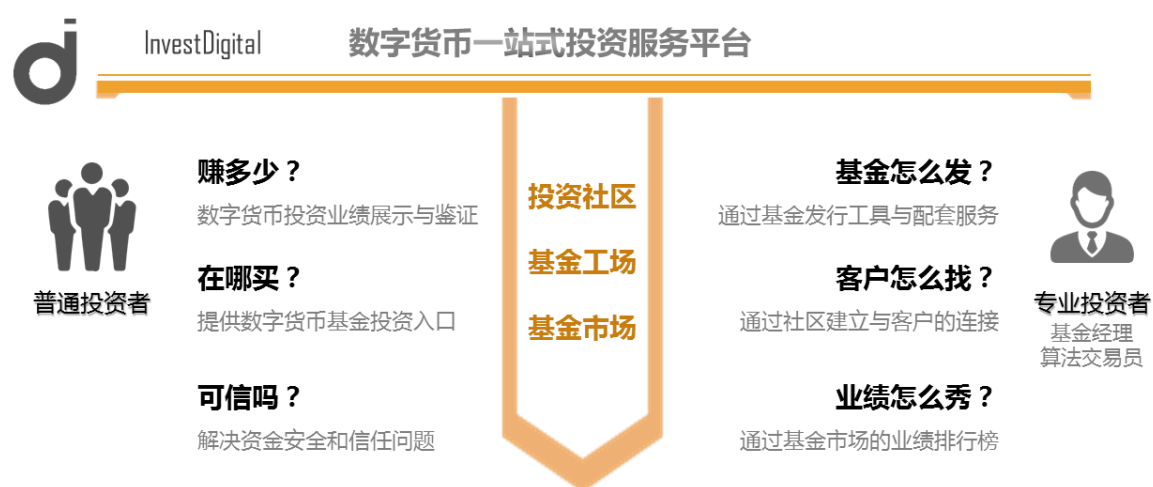 InvestDigital
数字货币一站式投资服务平台
普通投资者
赚多少？
数字货币投资业绩展示与鉴证
在哪买？
提供数字货币基金投资入口
可信吗？
解决资金安全和信任问题
投资社区
基金工场
基金市场
基金怎么发？
通过基金发行工具与配套服务
客户怎么找？
通过社区建立与客户的连接
业绩怎么秀？
通过基金市场的业绩排行榜
专业投资者
基金经理
算法交易员